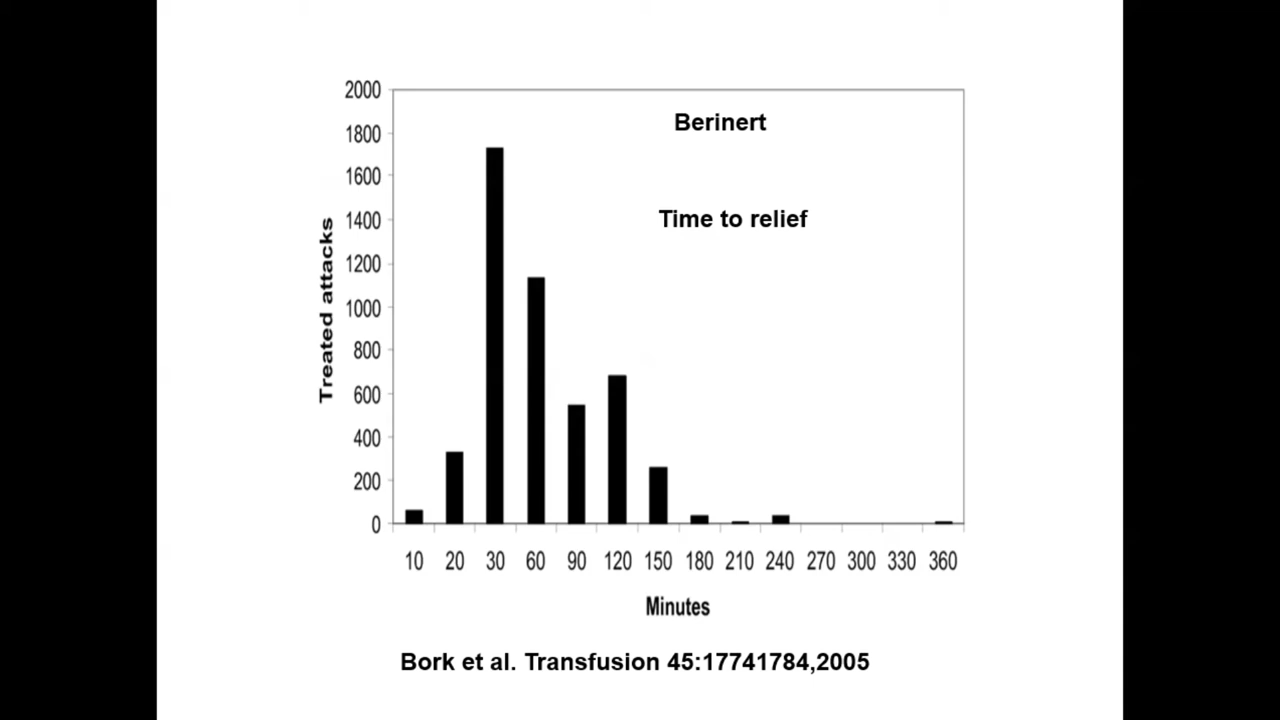 Berinert
Time to relief
Treated attacks
2000
1800
1600
1400
1200
1000
800
600
400
200
0
10 20 30 60 90 120 150 180 210 240 270 300 330 360
Minutes
Bork et al. Transfusion 45:17741784,2005